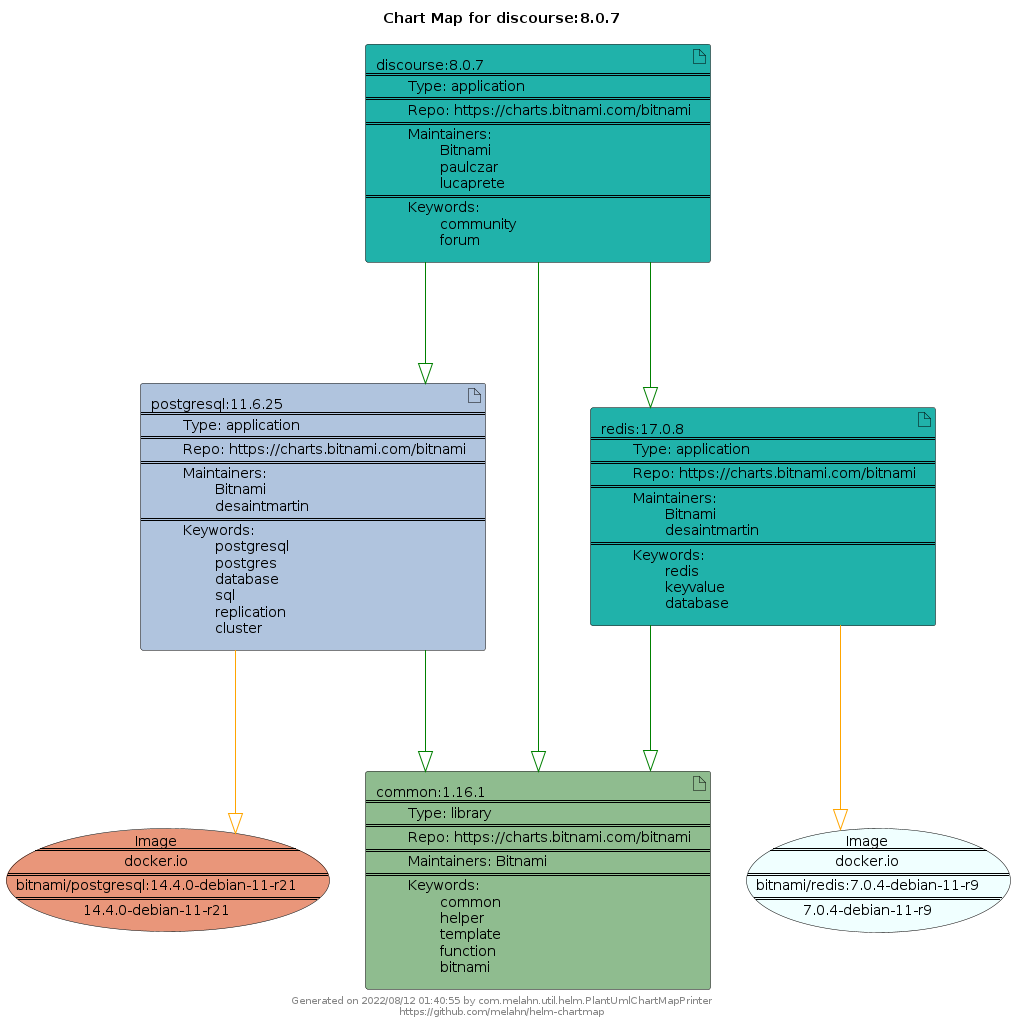 Chart Map for discourse:8.0.7
discourse:8.0.7
Type: application
Repo: https://charts.bitnami.com/bitnami
Maintainers:
Bitnami
paulczar
lucaprete
Keywords:
community
forum
postgresql:11.6.25
Type: application
Repo: https://charts.bitnami.com/bitnami
Maintainers:
Bitnami
desaintmartin
Keywords:
postgresql
postgres
database
sql
replication
cluster
redis:17.0.8
Type: application
Repo: https://charts.bitnami.com/bitnami
Maintainers:
Bitnami
desaintmartin
Keywords:
redis
keyvalue
database
Image
docker.io
bitnami/postgresql:14.4.0-debian-11-r21
14.4.0-debian-11-r21
common:1.16.1
Type: library
Repo: https://charts.bitnami.com/bitnami
Maintainers: Bitnami
Keywords:
common
helper
template
function
bitnami
Image
docker.io
bitnami/redis:7.0.4-debian-11-r9
7.0.4-debian-11-r9
Generated on 2022/08/12 01:40:55 by com.melahn.util.helm.PlantUmlChartMapPrinter
https://github.com/melahn/helm-chartmap